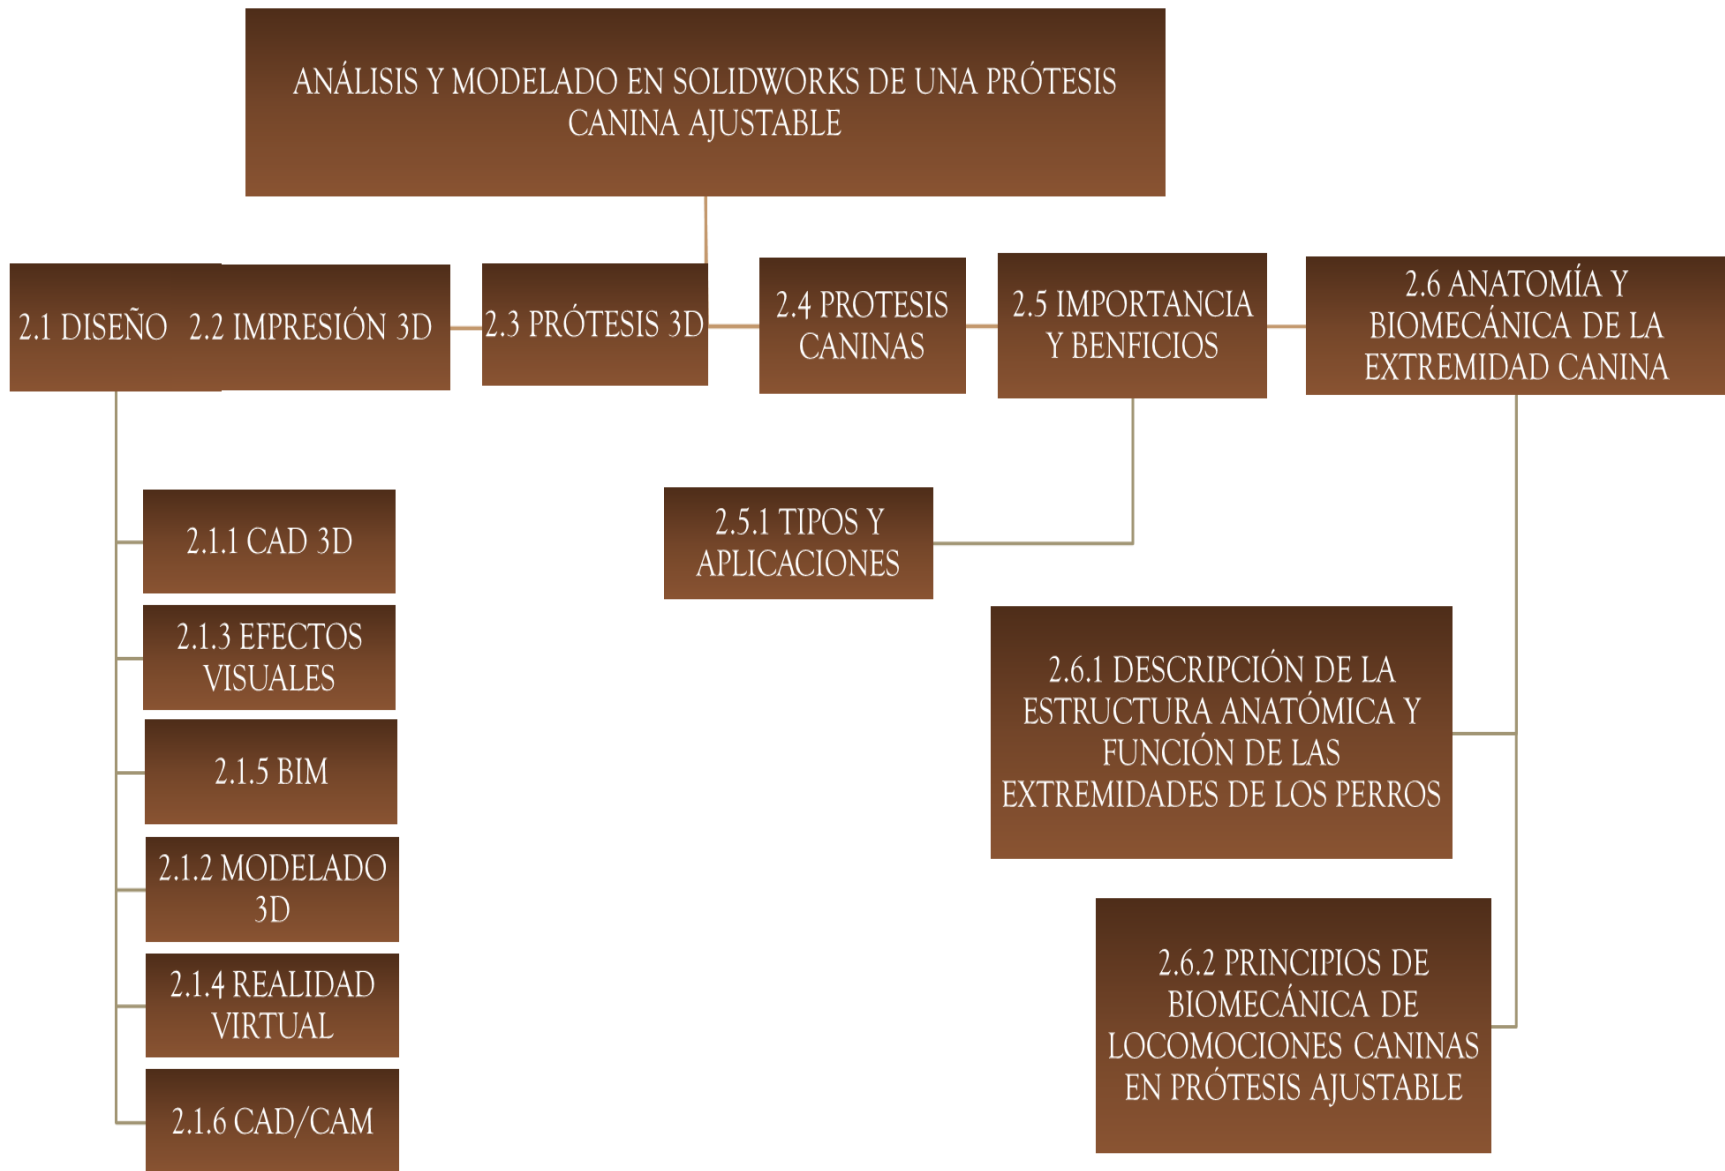 ANÁLISIS Y MODELADO EN SOLIDWORKS DE UNA PRÓTESIS
CANINA AJUSTABLE
2.1 DISEÑO
2.2 IMPRESIÓN 3D
2.3 PRÓTESIS 3D
2.4 PROTESIS
CANINAS
2.5 IMPORTANCIA
Y BENFICIOS
2.6 ANATOMÍA Y
BIOMECÁNICA DE LA
EXTREMIDAD CANINA
2.1.1 CAD 3D
2.1.3 EFECTOS
VISUALES
2.1.5 BIM
2.1.2 MODELADO
3D
2.1.4 REALIDAD
VIRTUAL
2.1.6 CAD/CAM
2.5.1 TIPOS Y
APLICACIONES
2.6.1 DESCRIPCIÓN DE LA
ESTRUCTURA ANATÓMICA Y
FUNCIÓN DE LAS
EXTREMIDADES DE LOS PERROS
2.6.2 PRINCIPIOS DE
BIOMECÁNICA DE
LOCOMOCIONES CANINAS
EN PRÓTESIS AJUSTABLE